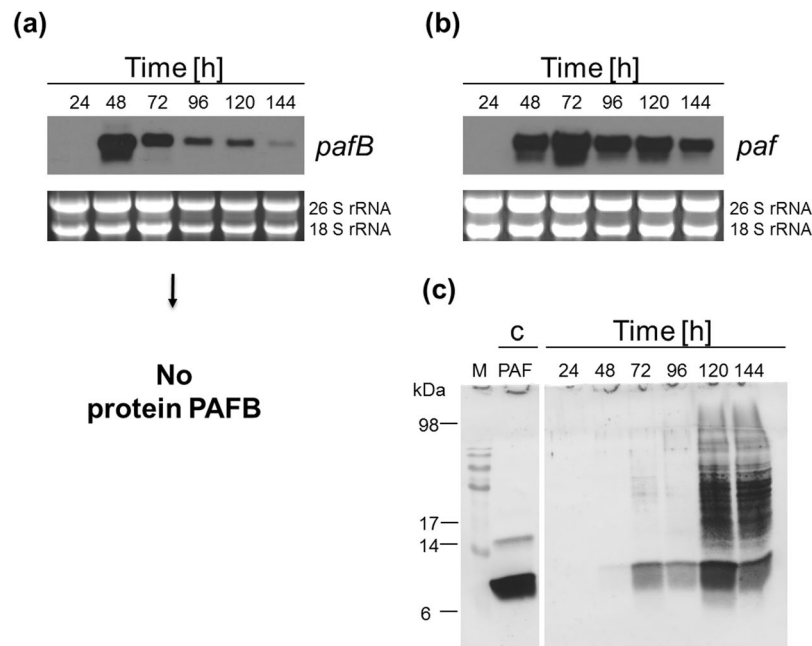 (a)
Time [h]
24 48 72 96 120 144
pafB
26 S rRNA
18 S rRNA
No
protein PAFB
(b)
Time [h]
24 48 72 96 120 144
paf
26 S rRNA
18 S rRNA
(c)
c Time [h]
M PAF 24 48 72 96 120 144
kDa
98
17
14
6